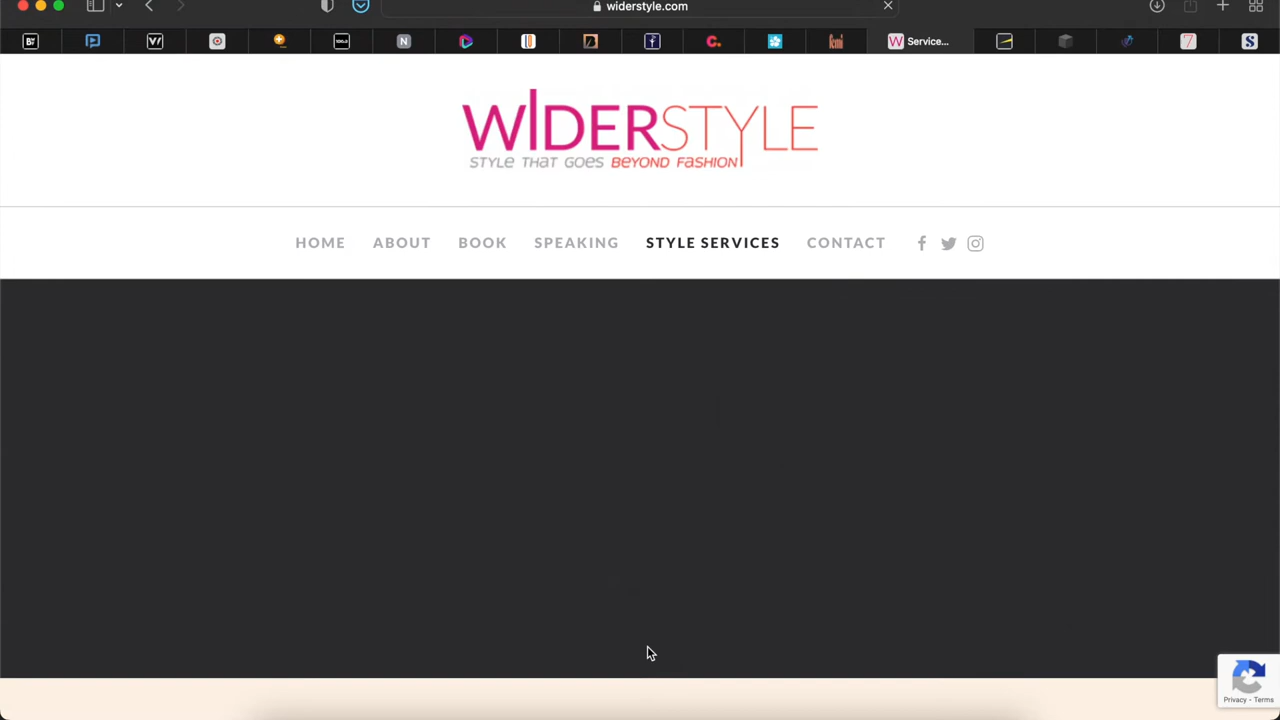 widerstyle.com
Service...
WIDERSTYLE
STYLE THAT GOES BEYOND FASHION
HOME ABOUT BOOK SPEAKING STYLE SERVICES CONTACT
Privacy - Terms